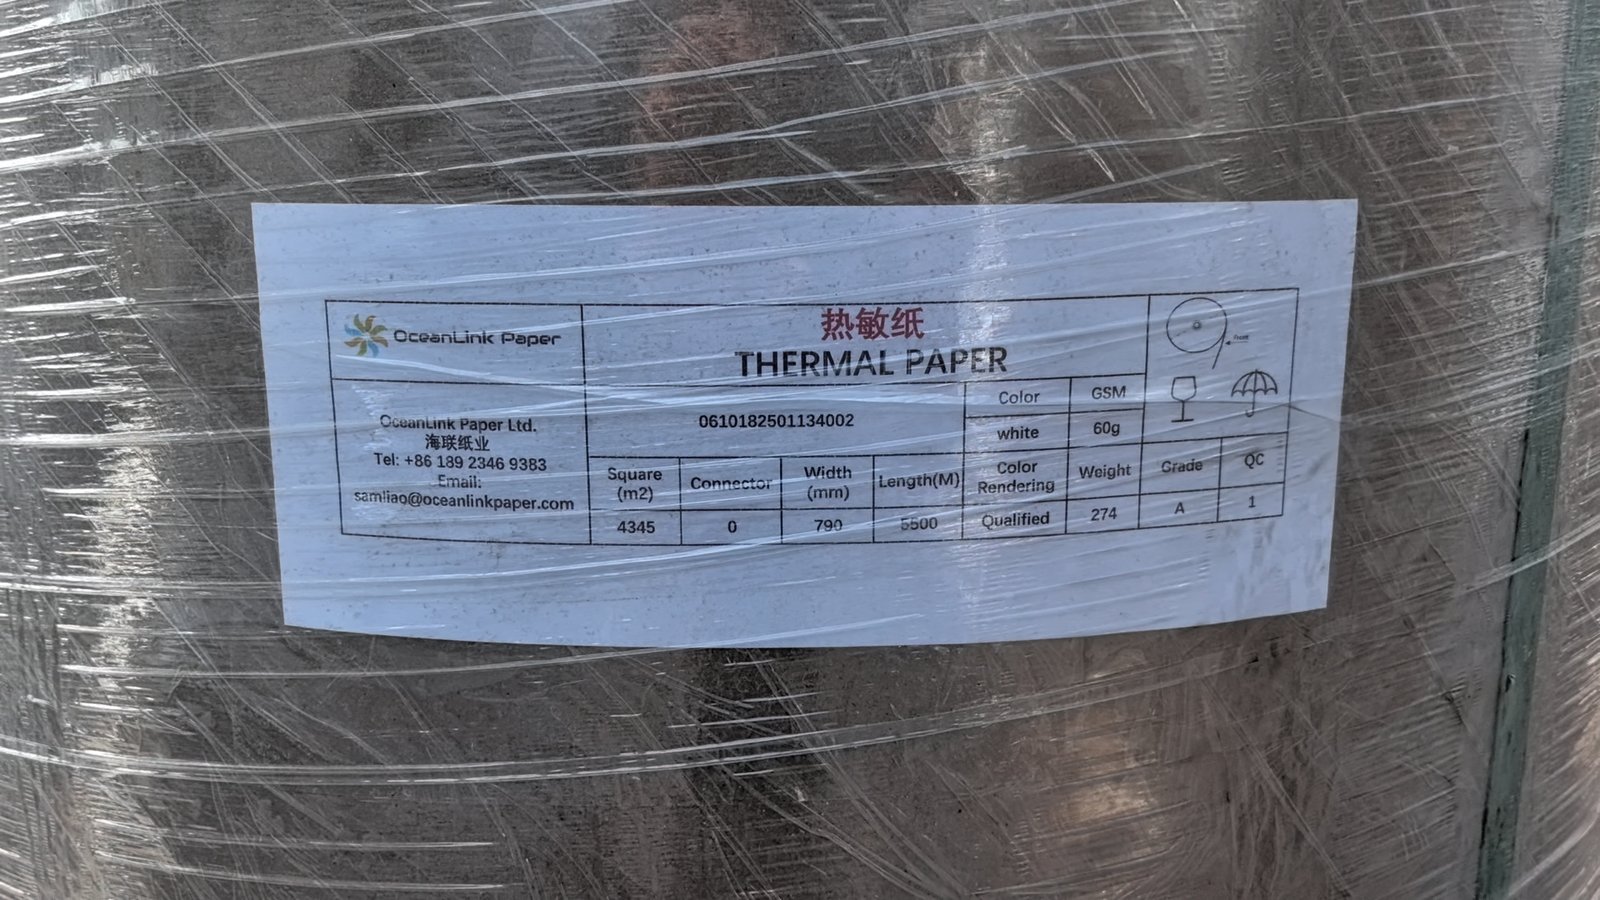 OceanLink Paper
热敏纸
THERMAL PAPER
Front
OceanLink Paper Ltd.
海联纸业
Tel: +86 189 2346 9383
Email:
samliao@oceanlinkpaper.com
0610182501134002
Color GSM
white 60g
Square (m2) Connector Width (mm) Length(M) Color Rendering Weight Grade QC
4345 0 790 5500 Qualified 274 A 1